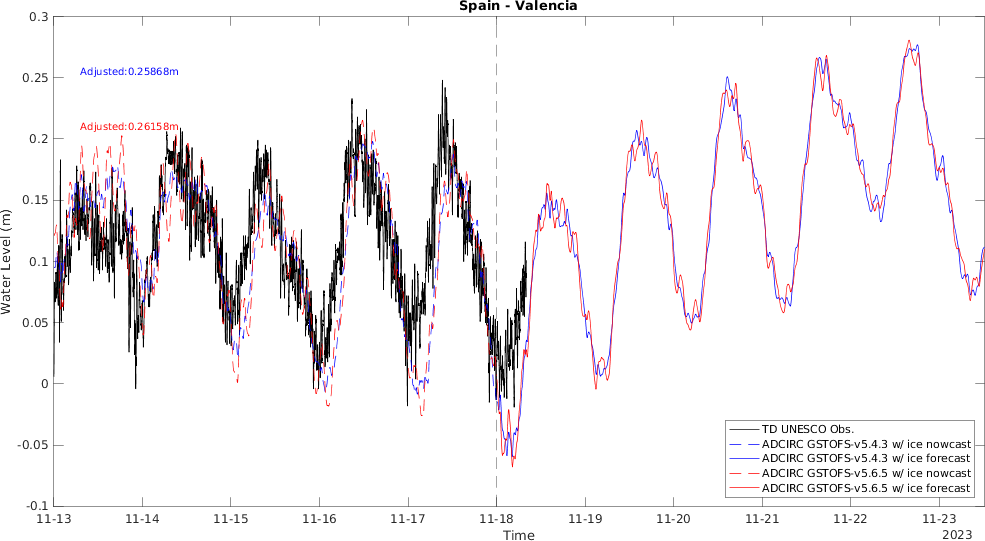 Spain - Valencia
0.3
0.25
0.2
0.15
0.1
0.05
0
-0.05
-0.1
Water Level (m)
Adjusted:0.25868m
Adjusted:0.26158m
TD UNESCO Obs.
ADCIRC GSTOFS-v5.4.3 w/ ice nowcast
ADCIRC GSTOFS-v5.4.3 w/ ice forecast
ADCIRC GSTOFS-v5.6.5 w/ ice nowcast
ADCIRC GSTOFS-v5.6.5 w/ ice forecast
11-13 11-14 11-15 11-16 11-17 11-18 11-19 11-20 11-21 11-22 11-23
Time
2023